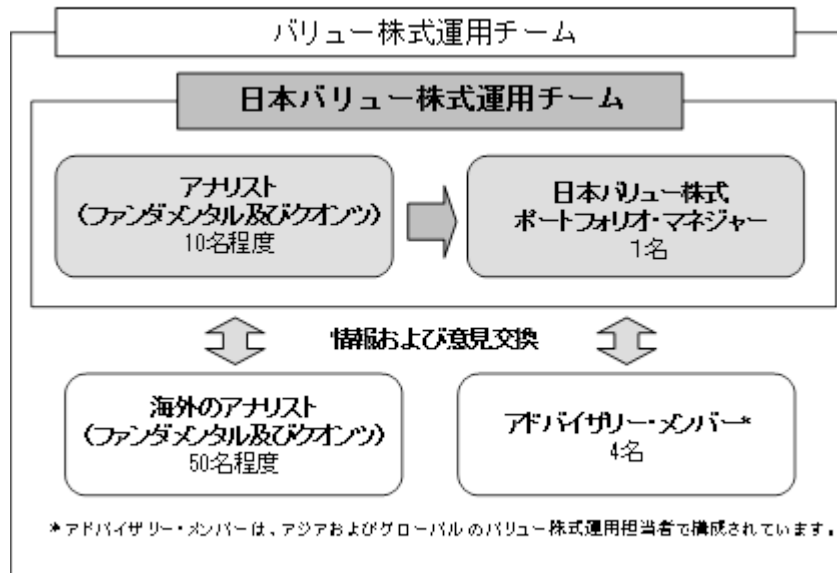 バリュー株式運用チーム
日本バリュー株式運用チーム
アナリスト
(ファンダメンタル及びクオンツ)
10名程度
日本バリュー株式
ポートフォリオ・マネジャー
1名
情報および意見交換
海外のアナリスト
(ファンダメンタル及びクオンツ)
50名程度
アドバイザリー・メンバー*
4名
*アドバイザリー・メンバーは、アジアおよびグローバルのバリュー株式運用担当者で構成されています。